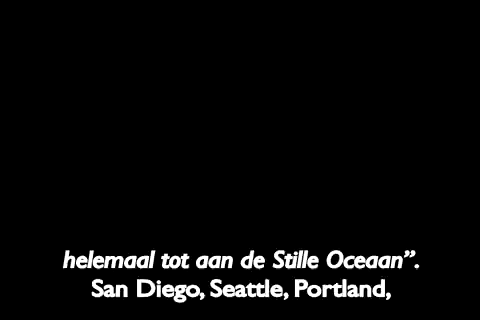 helemaal tot aan de Stille Oceaan”.
San Diego, Seattle, Portland,